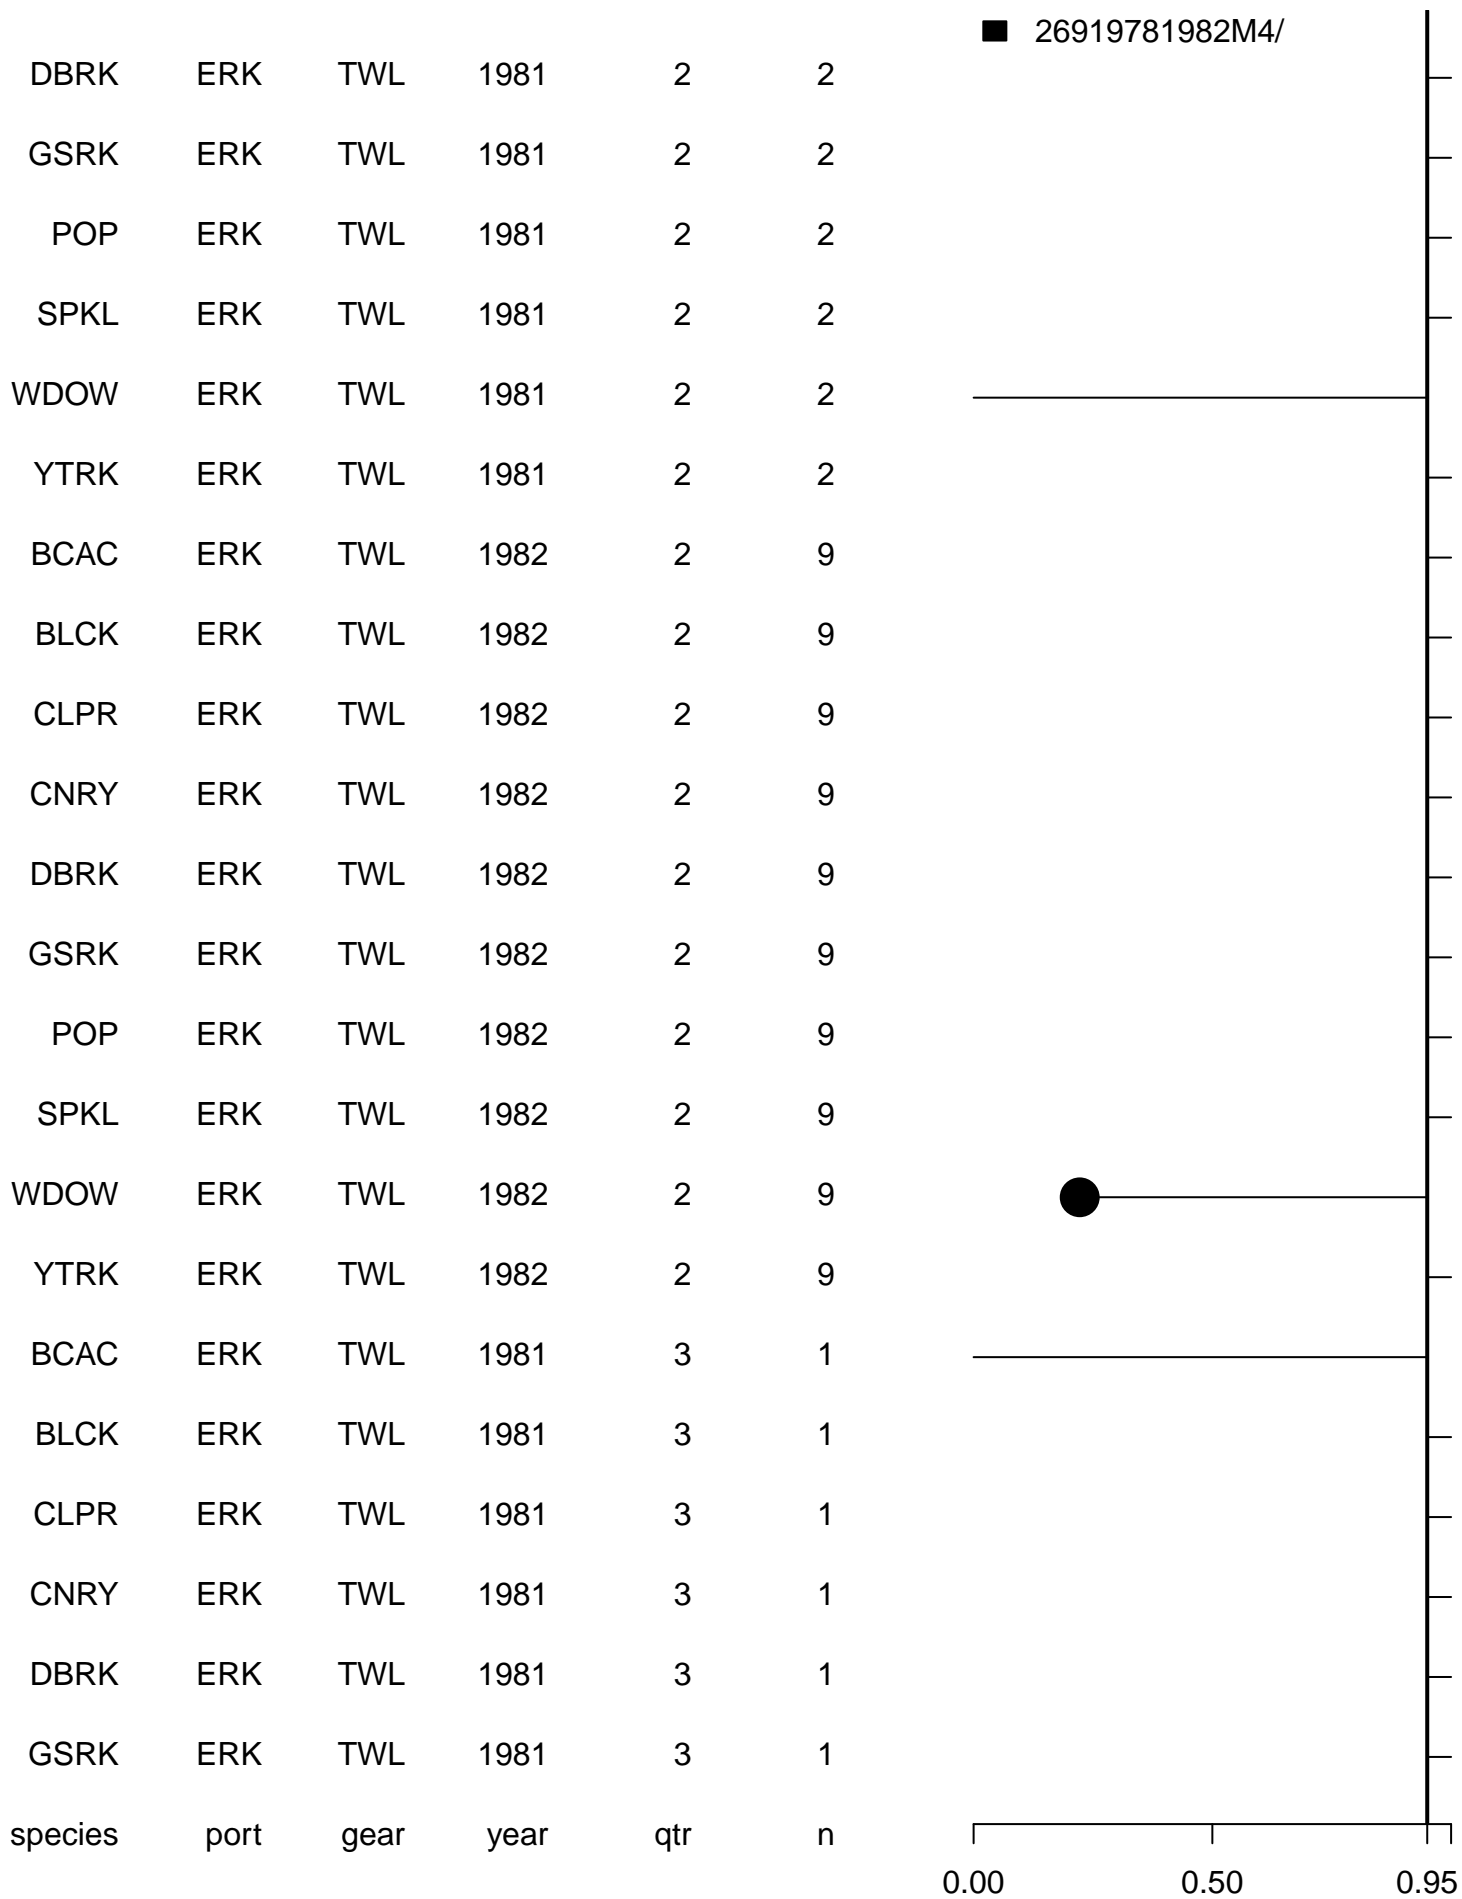 26919781982M4/
DBRK ERK TWL 1981 2 2
GSRK ERK TWL 1981 2 2
POP ERK TWL 1981 2 2
SPKL ERK TWL 1981 2 2
WDOW ERK TWL 1981 2 2
YTRK ERK TWL 1981 2 2
BCAC ERK TWL 1982 2 9
BLCK ERK TWL 1982 2 9
CLPR ERK TWL 1982 2 9
CNRY ERK TWL 1982 2 9
DBRK ERK TWL 1982 2 9
GSRK ERK TWL 1982 2 9
POP ERK TWL 1982 2 9
SPKL ERK TWL 1982 2 9
WDOW ERK TWL 1982 2 9
YTRK ERK TWL 1982 2 9
BCAC ERK TWL 1981 3 1
BLCK ERK TWL 1981 3 1
CLPR ERK TWL 1981 3 1
CNRY ERK TWL 1981 3 1
DBRK ERK TWL 1981 3 1
GSRK ERK TWL 1981 3 1
species port gear year qtr n
0.00 0.50 0.95